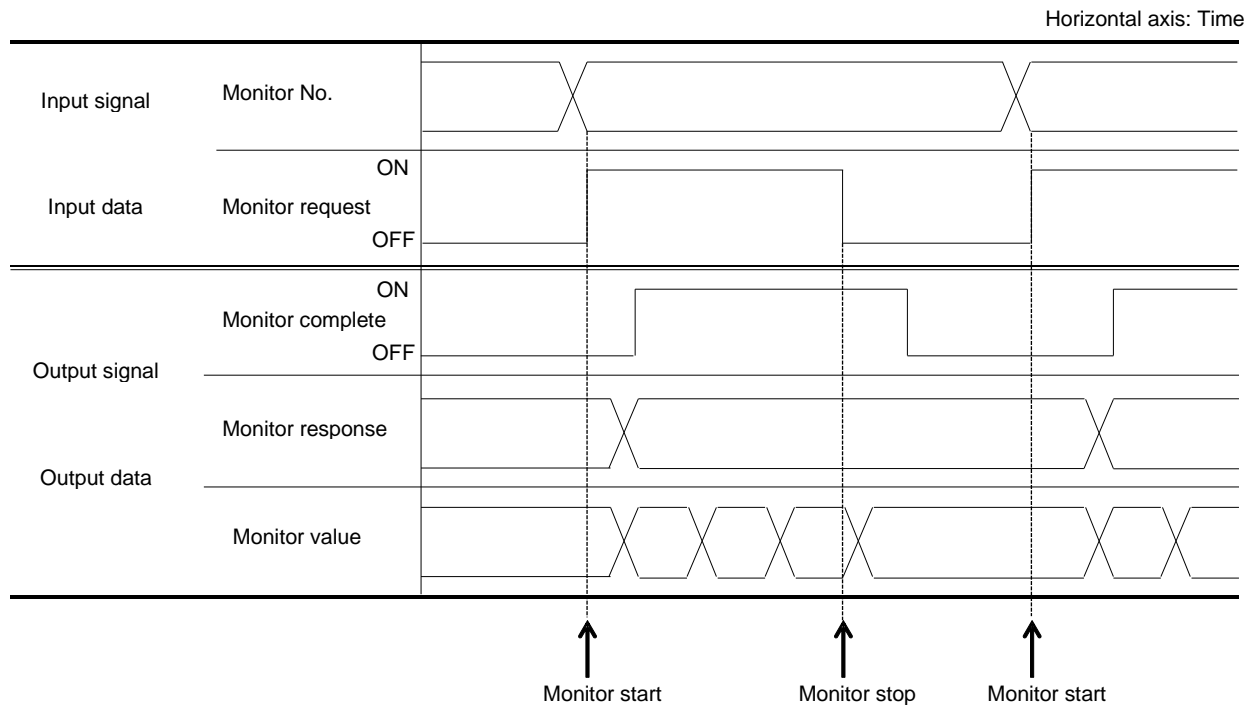 Horizontal axis: Time
Input signal
Monitor No.
Input data
Monitor request
ON
OFF
Output signal
Monitor complete
ON
OFF
Monitor response
Output data
Monitor value
Monitor start
Monitor stop
Monitor start